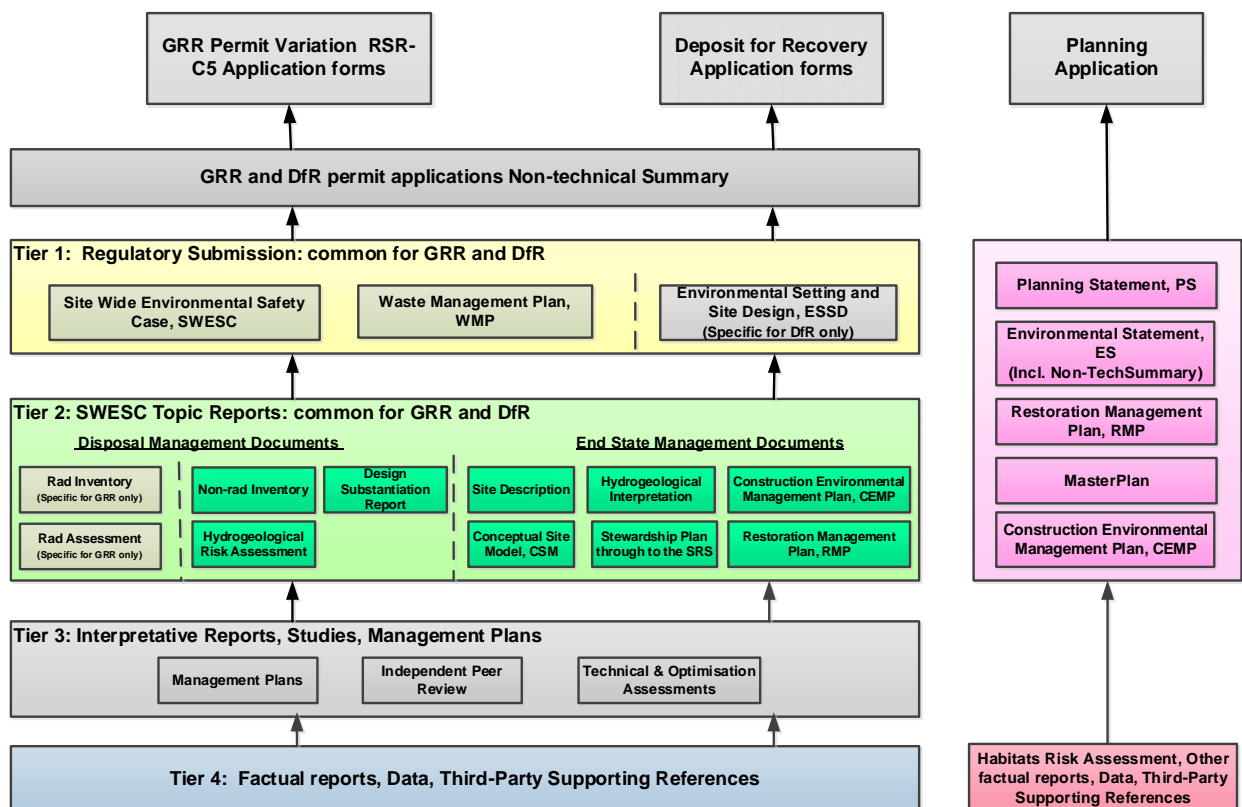 GRR Permit Variation  RSR-
C5 Application forms
Deposit for Recovery
Application forms
Planning
Application
GRR and DfR permit applications Non-technical Summary
Tier 1:  Regulatory Submission: common for GRR and DfR
Site Wide Environmental Safety
Case, SWESC
Waste Management Plan,
WMP
Environmental Setting and
Site Design, ESSD
(Specific for DfR only)
Tier 2: SWESC Topic Reports: common for GRR and DfR
Disposal Management Documents
End State Management Documents
Rad Inventory
(Specific for GRR only)
Non-rad Inventory
Design
Substantiation
Report
Site Description
Hydrogeological
Interpretation
Construction Environmental
Management Plan, CEMP
Rad Assessment
(Specific for GRR only)
Hydrogeological
Risk Assessment
Conceptual Site
Model, CSM
Stewardship Plan
through to the SRS
Restoration Management
Plan, RMP
Tier 3: Interpretative Reports, Studies, Management Plans
Management Plans
Independent Peer
Review
Technical & Optimisation
Assessments
Tier 4:  Factual reports, Data, Third-Party Supporting References
Planning Statement, PS
Environmental Statement,
ES
(Incl. Non-TechSummary)
Restoration Management
Plan, RMP
MasterPlan
Construction Environmental
Management Plan, CEMP
Habitats Risk Assessment, Other
factual reports, Data, Third-Party
Supporting References